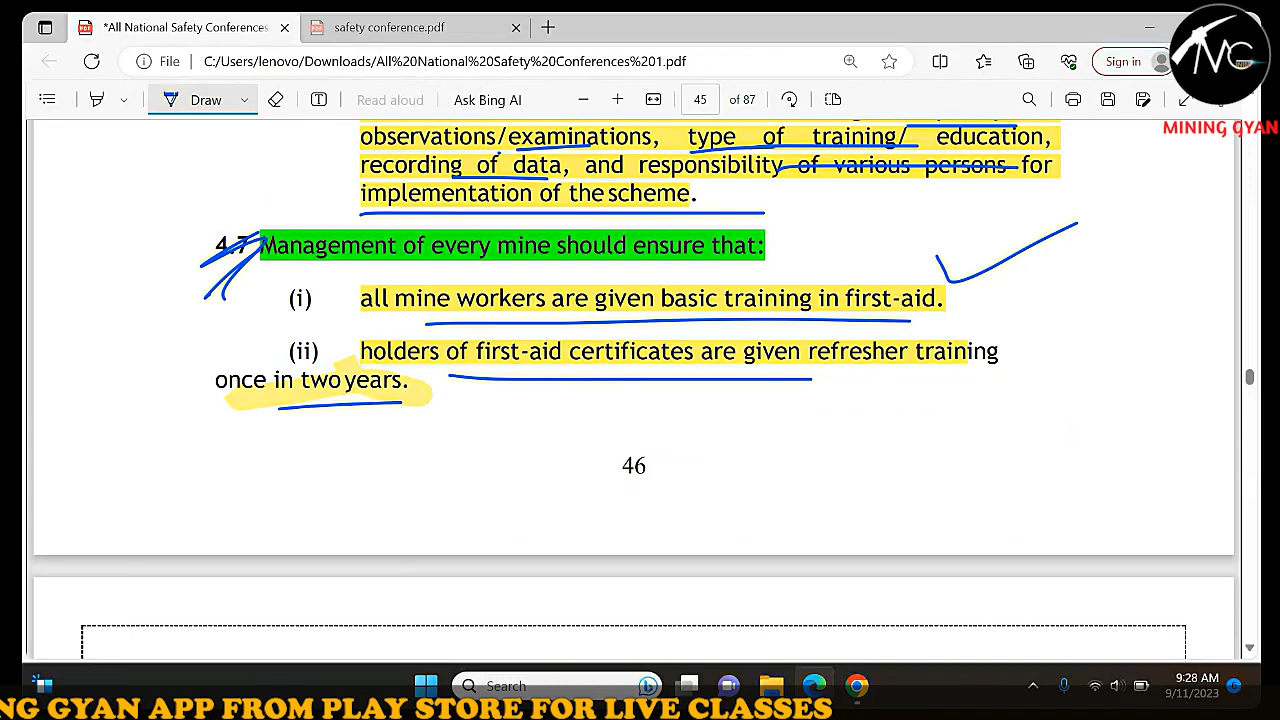 *All National Safety Conferences
safety conference.pdf
File
C:/Users/lenovo/Downloads/All%20National%20Safety%20Conferences%201.pdf
Sign in
MC
MINING GYAN
Draw
Read aloud
Ask Bing AI
45 of 87
observations/examinations, type of training/ education,
recording of data, and responsibility of various persons for
implementation of the scheme.
4.7 Management of every mine should ensure that:
(i) all mine workers are given basic training in first-aid.
(ii) holders of first-aid certificates are given refresher training
once in two years.
46
Search
9:28 AM
9/11/2023
6
NG GYAN APP FROM PLAY STORE FOR LIVE CLASSES